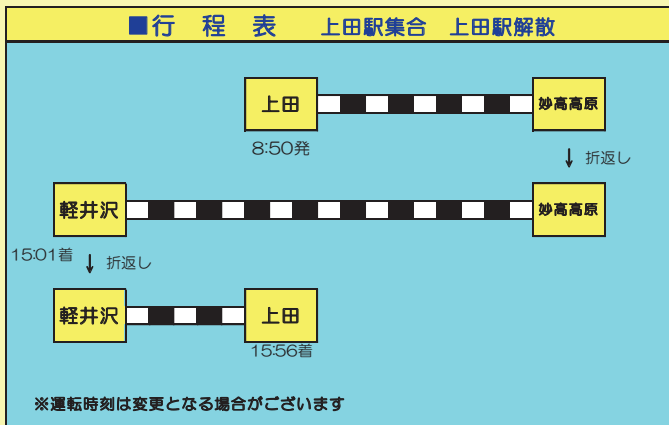 ■行 程 表 上田駅集合 上田駅解散
上田 妙高高原
8:50発
↓ 折返し
軽井沢 妙高高原
15:01着 ↓ 折返し
軽井沢 上田
15:56着
※運転時刻は変更となる場合がございます